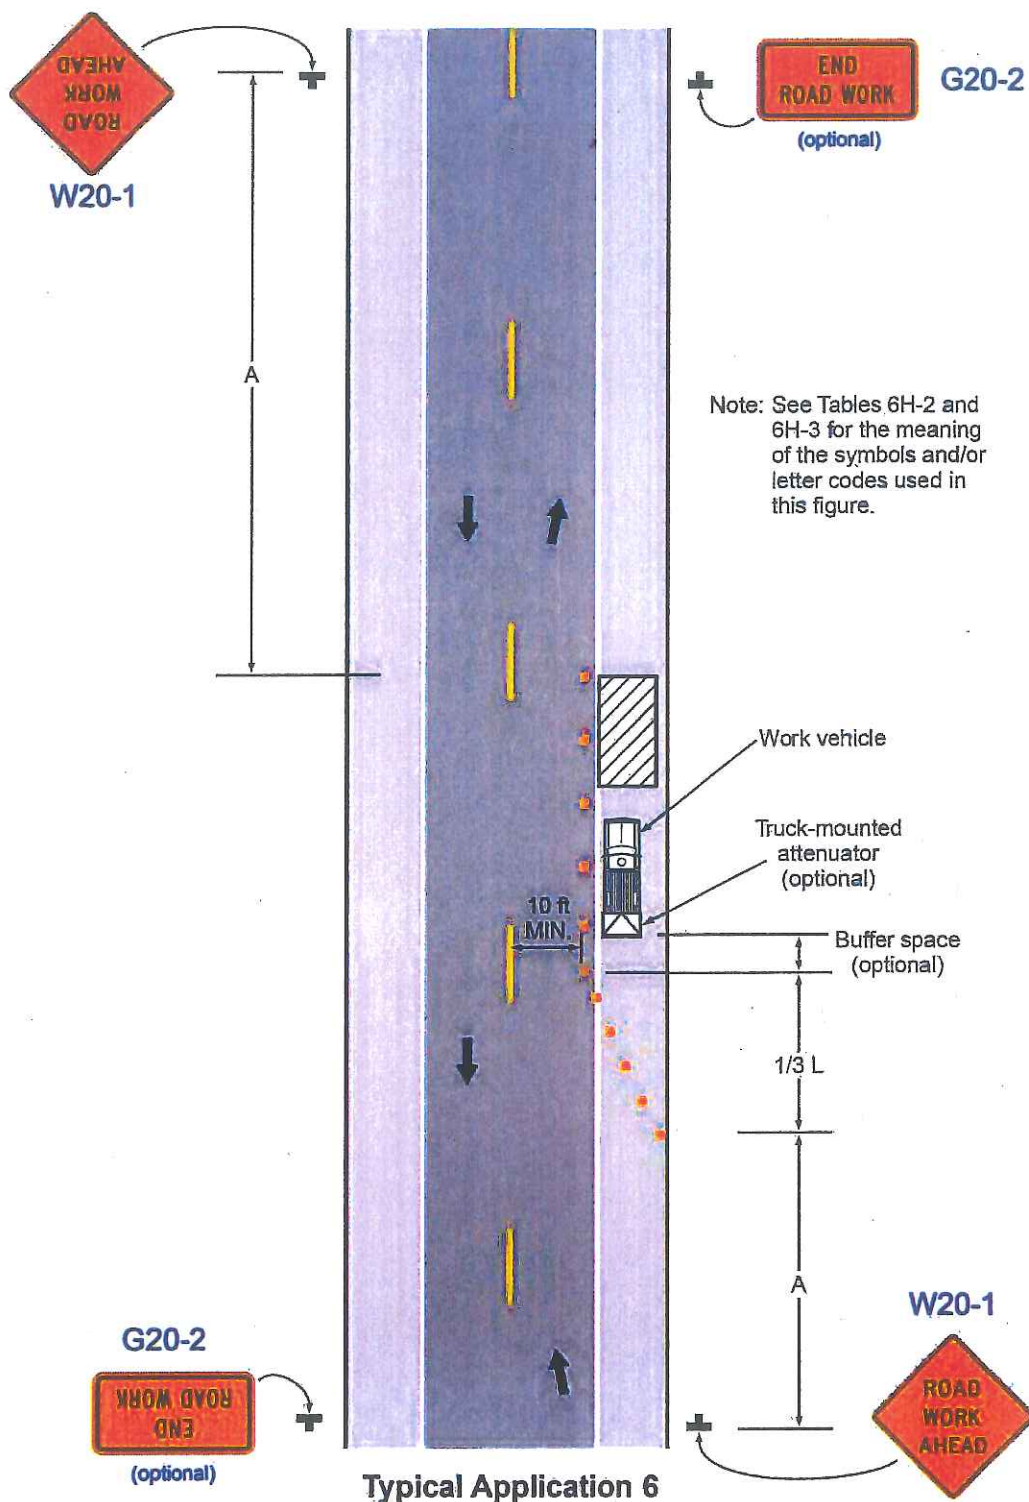 ROAD
WORK
AHEAD
W20-1
END
ROAD WORK
(optional)
G20-2
A
Note: See Tables 6H-2 and
6H-3 for the meaning
of the symbols and/or
letter codes used in
this figure.
Work vehicle
Truck-mounted
attenuator
(optional)
10 ft
MIN.
Buffer space
(optional)
1/3 L
A
W20-1
ROAD
WORK
AHEAD
G20-2
END
ROAD WORK
(optional)
Typical Application 6